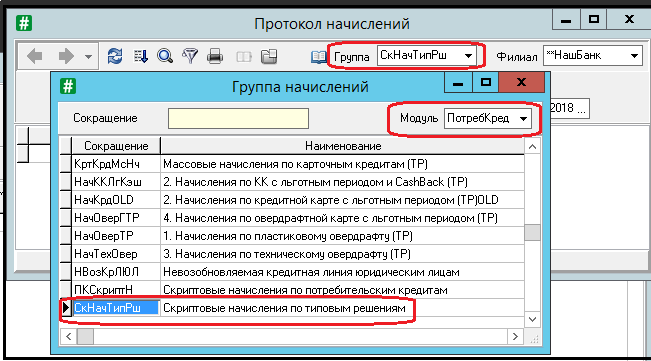 Протокол начислений
Группа СкНачТипРш Филиал **НашБанк
Группа начислений
2018 ...
Сокращение Модуль ПотребКред
Сокращение Наименование
КртКрдМсНч Массовые начисления по карточным кредитам (ТР)
НачККЛгКэш 2. Начисления по КК с льготным периодом и CashBack (ТР)
НачКрдOLD 2. Начисления по кредитной карте с льготным периодом (ТР)OLD
НачОверГТР 4. Начисления по овердрафтной карте с льготным периодом (ТР)
НачОверТР 1. Начисления по пластиковому овердрафту (ТР)
НачТехОвер 3. Начисления по техническому овердрафту (ТР)
НВозКрЛЮЛ Невозобновляемая кредитная линия юридическим лицам
ПКСкриптН Скриптовые начисления по потребительским кредитам
СкНачТипРш Скриптовые начисления по типовым решениям